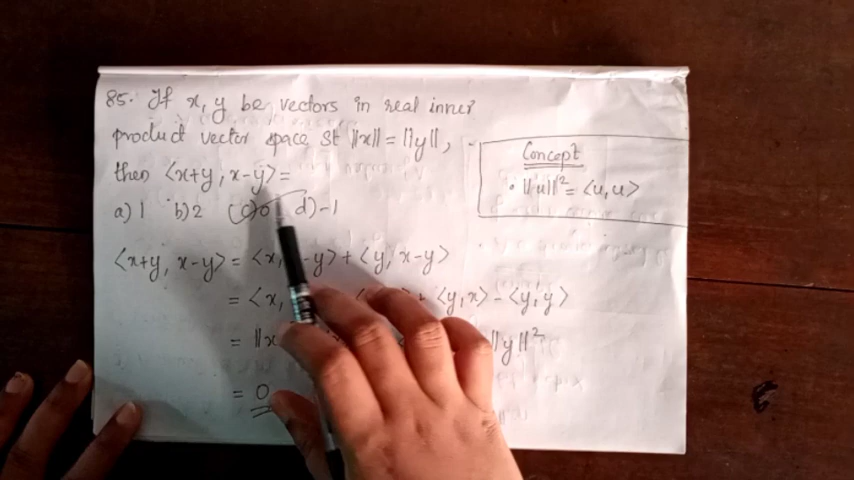 85. If x, y be vectors in real inner
product vector space st ||x|| = ||y||,
then <x+y, x-y> =
a) 1 b) 2 (c) 0 d) -1
Concept
• ||u||² = <u, u>
<x+y, x-y> = <x, -y> + <y, x-y>
= <x, <y, x> - <y, y>
= ||x ||y||²
= 0